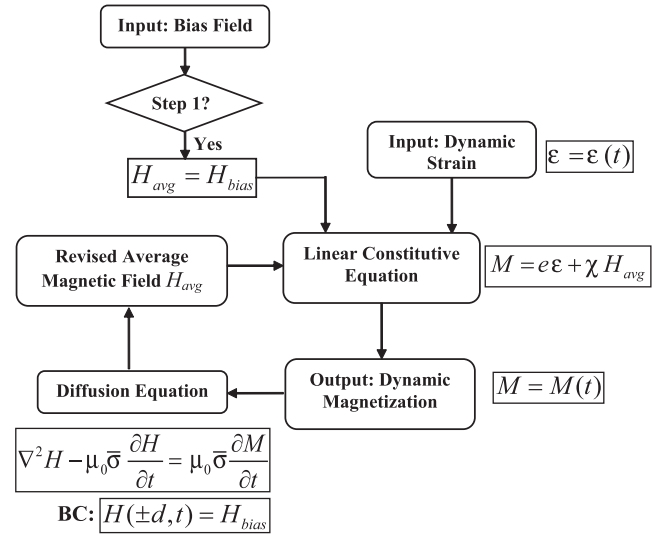 Input: Bias Field
Step 1?
Yes
H_avg = H_bias
Input: Dynamic
Strain
ε = ε(t)
Revised Average
Magnetic Field H_avg
Linear Constitutive
Equation
M = eε + χ H_avg
Diffusion Equation
Output: Dynamic
Magnetization
M = M(t)
∇²H − μ₀σ̅ ∂H/∂t = μ₀σ̅ ∂M/∂t
BC: H(±d,t) = H_bias